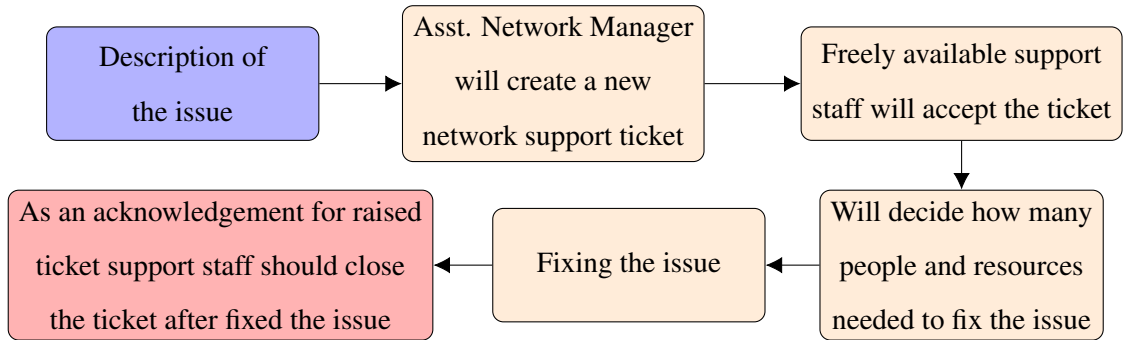 Description of
the issue
Asst. Network Manager
will create a new
network support ticket
Freely available support
staff will accept the ticket
Will decide how many
people and resources
needed to fix the issue
Fixing the issue
As an acknowledgement for raised
ticket support staff should close
the ticket after fixed the issue